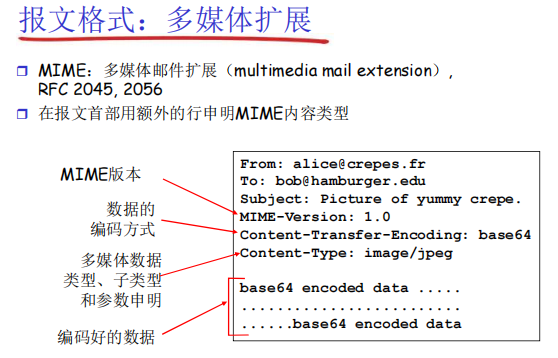 报文格式：多媒体扩展
MIME：多媒体邮件扩展（multimedia mail extension），
RFC 2045, 2056
在报文首部用额外的行申明MIME内容类型
MIME版本
数据的
编码方式
多媒体数据
类型、子类型
和参数申明
编码好的数据
From: alice@crepes.fr
To: bob@hamburger.edu
Subject: Picture of yummy crepe.
MIME-Version: 1.0
Content-Transfer-Encoding: base64
Content-Type: image/jpeg
base64 encoded data .....
.........................
......base64 encoded data